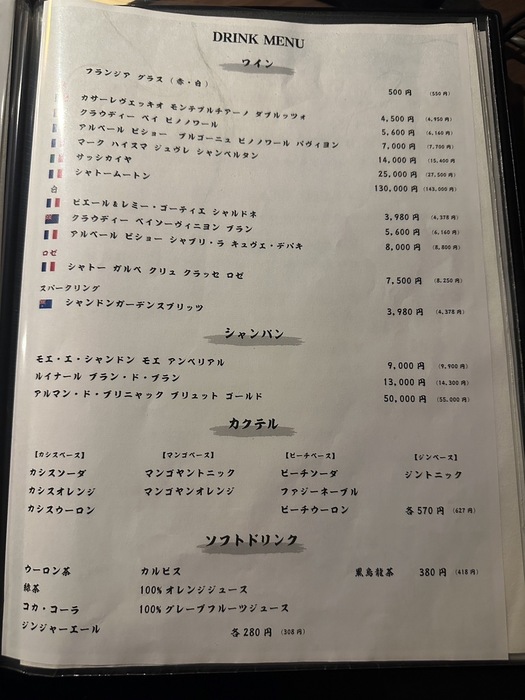 DRINK MENU
ワイン
フランジア グラス（赤・白） 500円 （550円）
カサーレヴェッキオ モンテプルチアーノ ダブルッツォ 4,500円 （4,950円）
クラウディー ベイ ピノノワール 5,600円 （6,160円）
アルベール ビショー ブルゴーニュ ピノノワール パヴィヨン 7,000円 （7,700円）
マーク ハイスマ ジュヴレ シャンベルタン 14,000円 （15,400円）
サッシカイヤ 25,000円 （27,500円）
シャトームートン 130,000円 （143,000円）
白
ピエール&レミー・ゴーティエ シャルドネ 3,980円 （4,378円）
クラウディー ベイソーヴィニヨン ブラン 5,600円 （6,160円）
アルベール ビショー シャブリ・ラ キュヴェ・デパキ 8,000円 （8,800円）
ロゼ
シャトー ガルベ クリュ クラッセ ロゼ 7,500円 （8,250円）
スパークリング
シャンドンガーデンスプリッツ 3,980円 （4,378円）
シャンパン
モエ・エ・シャンドン モエ アンペリアル 9,000円 （9,900円）
ルイナール ブラン・ド・ブラン 13,000円 （14,300円）
アルマン・ド・ブリニャック ブリュット ゴールド 50,000円 （55,000円）
カクテル
【カシスベース】 【マンゴベース】 【ピーチベース】 【ジンベース】
カシスソーダ マンゴヤントニック ピーチソーダ ジントニック
カシスオレンジ マンゴヤンオレンジ ファジーネーブル
カシスウーロン ピーチウーロン 各570円 （627円）
ソフトドリンク
ウーロン茶 カルピス 黒烏龍茶 380円 （418円）
緑茶 100%オレンジジュース
コカ・コーラ 100%グレープフルーツジュース
ジンジャーエール 各280円 （308円）